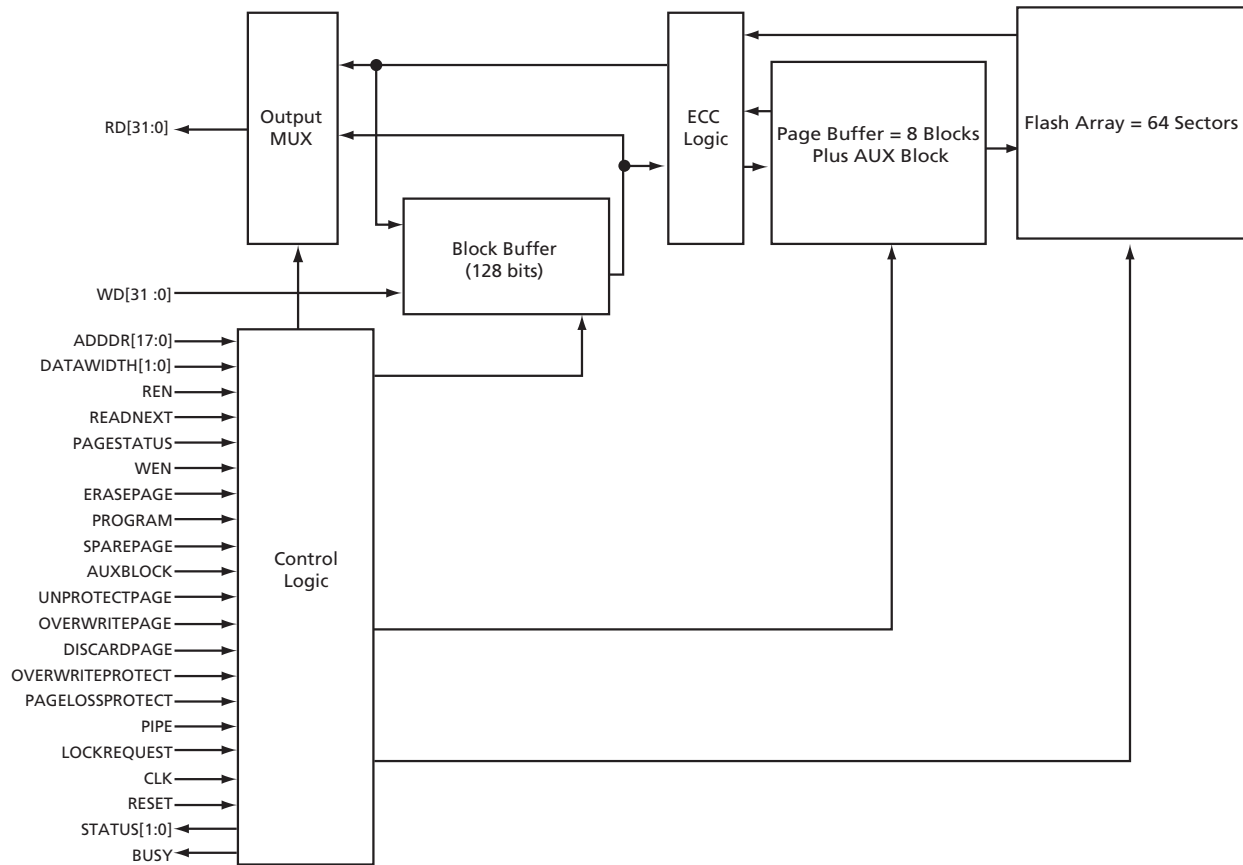 Output
MUX
ECC
Logic
Page Buffer = 8 Blocks
Plus AUX Block
Flash Array = 64 Sectors
RD[31:0]
Block Buffer
(128 bits)
WD[31 :0]
ADDDR[17:0]
DATAWIDTH[1:0]
REN
READNEXT
PAGESTATUS
WEN
ERASEPAGE
PROGRAM
SPAREPAGE
AUXBLOCK
UNPROTECTPAGE
OVERWRITEPAGE
DISCARDPAGE
OVERWRITEPROTECT
PAGELOSSPROTECT
PIPE
LOCKREQUEST
CLK
RESET
STATUS[1:0]
BUSY
Control
Logic